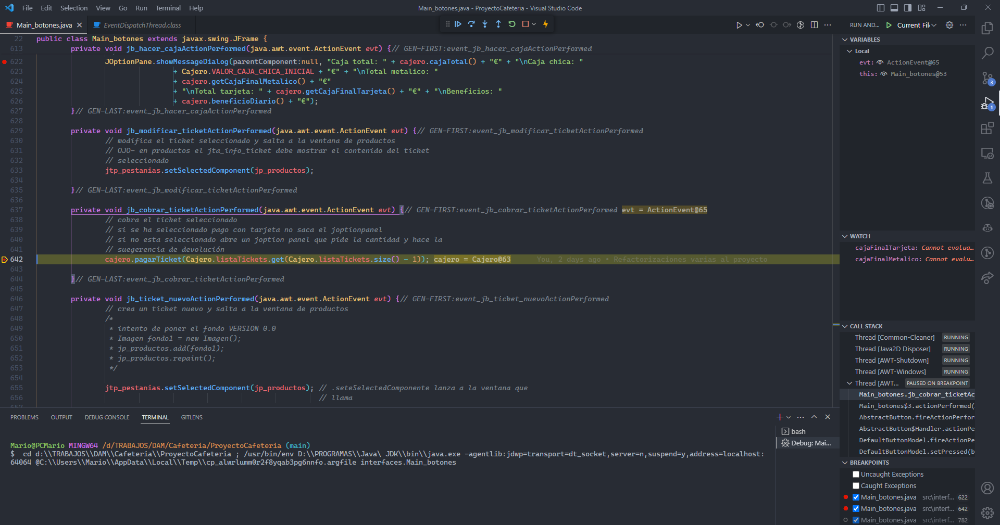 File Edit Selection View Go Run Terminal Help
Main_botones.java - ProyectoCafeteria - Visual Studio Code
Main_botones.java
EventDispatchThread.class
RUN AND... Current Fil
22 public class Main_botones extends javax.swing.JFrame {
613 private void jb_hacer_cajaActionPerformed(java.awt.event.ActionEvent evt) {// GEN-FIRST:event_jb_hacer_cajaActionPerformed
622 JOptionPane.showMessageDialog(parentComponent:null, "Caja total: " + cajero.cajaTotal() + "€" + "\nCaja chica: "
623 + Cajero.VALOR_CAJA_CHICA_INICIAL + "€" + "\nTotal metalico: "
624 + cajero.getCajaFinalMetalico() + "€"
625 + "\nTotal tarjeta: " + cajero.getCajaFinalTarjeta() + "€" + "\nBeneficios: "
626 + cajero.beneficioDiario() + "€");
627 }// GEN-LAST:event_jb_hacer_cajaActionPerformed
628
629 private void jb_modificar_ticketActionPerformed(java.awt.event.ActionEvent evt) {// GEN-FIRST:event_jb_modificar_ticketActionPerformed
630 // modifica el ticket seleccionado y salta a la ventana de productos
631 // OJO- en productos el jta_info_ticket debe mostrar el contenido del ticket
632 // seleccionado
633 jtp_pestanias.setSelectedComponent(jp_productos);
634
635 }// GEN-LAST:event_jb_modificar_ticketActionPerformed
636
637 private void jb_cobrar_ticketActionPerformed(java.awt.event.ActionEvent evt) {// GEN-FIRST:event_jb_cobrar_ticketActionPerformed evt = ActionEvent@65
638 // cobra el ticket seleccionado
639 // si se ha seleccionado pago con tarjeta no saca el joptionpanel
640 // si no esta seleccionado abre un joption panel que pide la cantidad y hace la
641 // suegerencia de devolución
642 cajero.pagarTicket(Cajero.listaTickets.get(Cajero.listaTickets.size() - 1)); cajero = Cajero@63 You, 2 days ago • Refactorizaciones varias al proyecto
643
644 }// GEN-LAST:event_jb_cobrar_ticketActionPerformed
645
646 private void jb_ticket_nuevoActionPerformed(java.awt.event.ActionEvent evt) {// GEN-FIRST:event_jb_ticket_nuevoActionPerformed
647 // crea un ticket nuevo y salta a la ventana de productos
648 /*
649 * intento de poner el fondo VERSION 0.0
650 * Imagen fondo1 = new Imagen();
651 * jp_productos.add(fondo1);
652 * jp_productos.repaint();
653 */
654
655 jtp_pestanias.setSelectedComponent(jp_productos); // .seteSelectedComponente lanza a la ventana que
656 // llama
657
PROBLEMS OUTPUT DEBUG CONSOLE TERMINAL GITLENS
Mario@PCMario MINGW64 /d/TRABAJOS/DAM/Cafeteria/ProyectoCafeteria (main)
$ cd d:\\TRABAJOS\\DAM\\Cafeteria\\ProyectoCafeteria ; /usr/bin/env D:\\PROGRAMAS\\Java\ JDK\\bin\\java.exe -agentlib:jdwp=transport=dt_socket,server=n,suspend=y,address=localhost:
64064 @C:\\Users\\Mario\\AppData\\Local\\Temp\\cp_alwrlumm0r2f8yqab3pg6nnfo.argfile interfaces.Main_botones
bash
Debug: Mai...
VARIABLES
Local
evt: ActionEvent@65
this: Main_botones@53
WATCH
cajaFinalTarjeta: Cannot evalua...
cajaFinalMetalico: Cannot evalu...
CALL STACK
Thread [Common-Cleaner] RUNNING
Thread [Java2D Disposer] RUNNING
Thread [AWT-Shutdown] RUNNING
Thread [AWT-Windows] RUNNING
Thread [AWT... PAUSED ON BREAKPOINT
Main_botones.jb_cobrar_ticketAc
Main_botones$3.actionPerformed(
AbstractButton.fireActionPerfor
AbstractButton$Handler.actionPe
DefaultButtonModel.fireActionPe
DefaultButtonModel.setPressed(b
BREAKPOINTS
Uncaught Exceptions
Caught Exceptions
Main_botones.java src\interf... 622
Main_botones.java src\interf... 642
Main_botones.java src\interf... 782
3
1